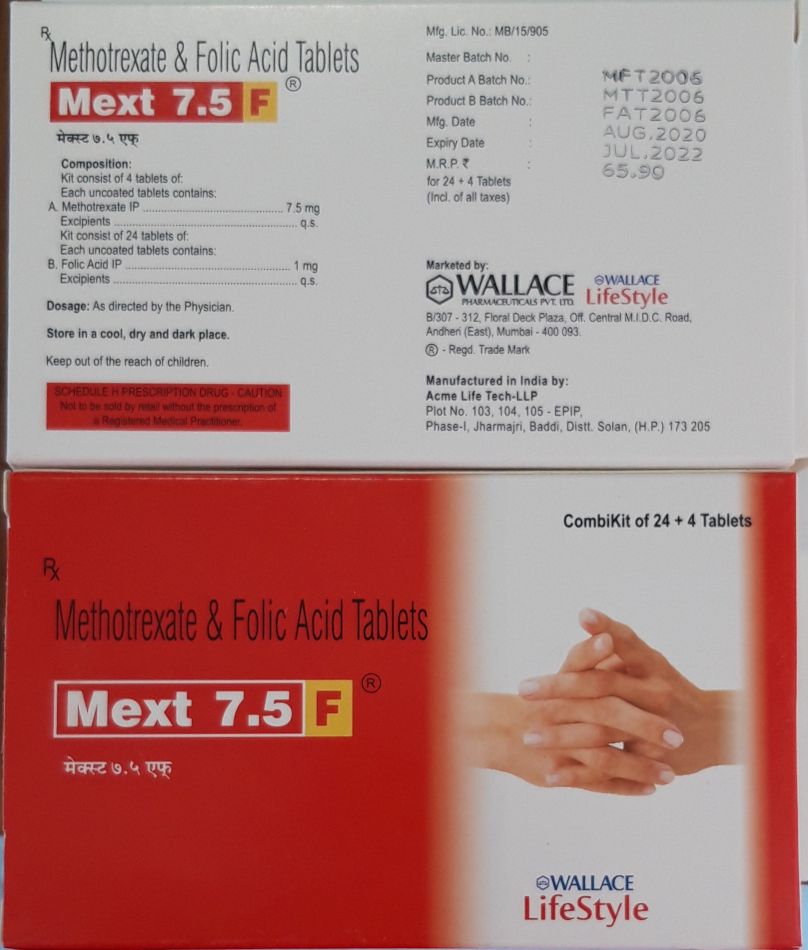 Rx
Methotrexate & Folic Acid Tablets
Mext 7.5 F ®
मेक्स्ट ७.५ एफ्
Composition:
Kit consist of 4 tablets of:
Each uncoated tablets contains:
A. Methotrexate IP ................................................ 7.5 mg
Excipients ................................................................ q.s.
Kit consist of 24 tablets of:
Each uncoated tablets contains:
B. Folic Acid IP ........................................................ 1 mg
Excipients ................................................................ q.s.
Dosage: As directed by the Physician.
Store in a cool, dry and dark place.
Keep out of the reach of children.
SCHEDULE H PRESCRIPTION DRUG - CAUTION
Not to be sold by retail without the prescription of
a Registered Medical Practitioner.
Mfg. Lic. No.: MB/15/905
Master Batch No. : MFT2006
Product A Batch No.: MTT2006
Product B Batch No.: FAT2006
Mfg. Date : AUG.2020
Expiry Date : JUL.2022
M.R.P. ₹ : 65.90
for 24 + 4 Tablets
(Incl. of all taxes)
Marketed by:
WALLACE
PHARMACEUTICALS PVT. LTD.
WALLACE
LifeStyle
B/307 - 312, Floral Deck Plaza, Off. Central M.I.D.C. Road,
Andheri (East), Mumbai - 400 093.
® - Regd. Trade Mark
Manufactured in India by:
Acme Life Tech-LLP
Plot No. 103, 104, 105 - EPIP,
Phase-I, Jharmajri, Baddi, Distt. Solan, (H.P.) 173 205
CombiKit of 24 + 4 Tablets
Rx
Methotrexate & Folic Acid Tablets
Mext 7.5 F ®
मेक्स्ट ७.५ एफ्
WALLACE
LifeStyle